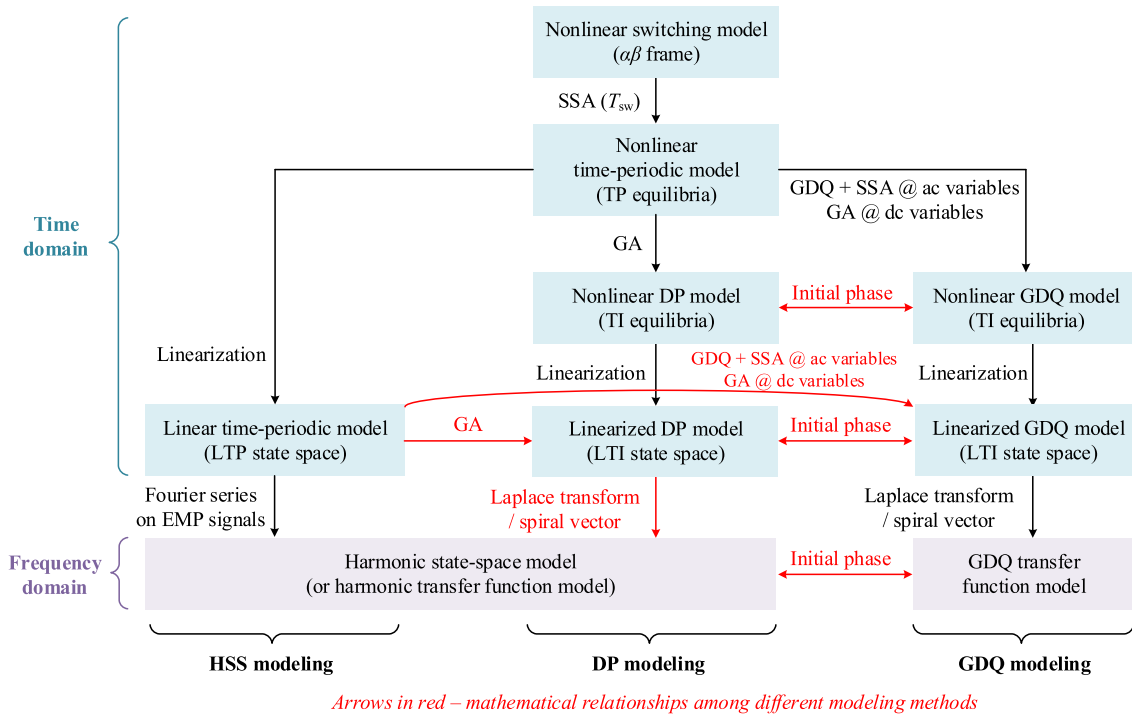 Nonlinear switching model
(αβ frame)
SSA (Tsw)
Nonlinear
time-periodic model
(TP equilibria)
GDQ + SSA @ ac variables
GA @ dc variables
GA
Time
domain
Nonlinear DP model
(TI equilibria)
Initial phase
Nonlinear GDQ model
(TI equilibria)
Linearization
Linearization
GDQ + SSA @ ac variables
GA @ dc variables
Linearization
Linear time-periodic model
(LTP state space)
GA
Linearized DP model
(LTI state space)
Initial phase
Linearized GDQ model
(LTI state space)
Fourier series
on EMP signals
Laplace transform
/ spiral vector
Laplace transform
/ spiral vector
Frequency
domain
Harmonic state-space model
(or harmonic transfer function model)
Initial phase
GDQ transfer
function model
HSS modeling
DP modeling
GDQ modeling
Arrows in red – mathematical relationships among different modeling methods